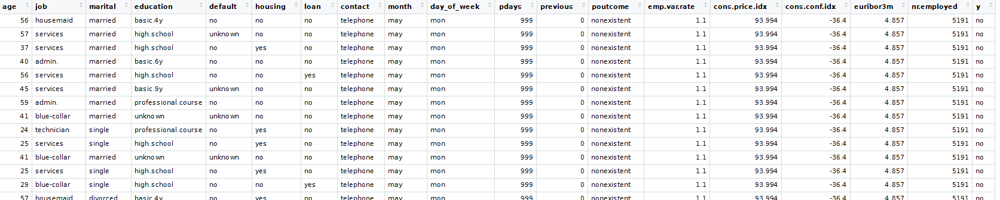 age job marital education default housing loan contact month day_of_week pdays previous poutcome emp.var.rate cons.price.idx cons.conf.idx euribor3m nr.employed y
56 housemaid married basic.4y no no no telephone may mon 999 0 nonexistent 1.1 93.994 -36.4 4.857 5191 no
57 services married high.school unknown no no telephone may mon 999 0 nonexistent 1.1 93.994 -36.4 4.857 5191 no
37 services married high.school no yes no telephone may mon 999 0 nonexistent 1.1 93.994 -36.4 4.857 5191 no
40 admin. married basic.6y no no no telephone may mon 999 0 nonexistent 1.1 93.994 -36.4 4.857 5191 no
56 services married high.school no no yes telephone may mon 999 0 nonexistent 1.1 93.994 -36.4 4.857 5191 no
45 services married basic.9y unknown no no telephone may mon 999 0 nonexistent 1.1 93.994 -36.4 4.857 5191 no
59 admin. married professional.course no no no telephone may mon 999 0 nonexistent 1.1 93.994 -36.4 4.857 5191 no
41 blue-collar married unknown unknown no no telephone may mon 999 0 nonexistent 1.1 93.994 -36.4 4.857 5191 no
24 technician single professional.course no yes no telephone may mon 999 0 nonexistent 1.1 93.994 -36.4 4.857 5191 no
25 services single high.school no yes no telephone may mon 999 0 nonexistent 1.1 93.994 -36.4 4.857 5191 no
41 blue-collar married unknown unknown no no telephone may mon 999 0 nonexistent 1.1 93.994 -36.4 4.857 5191 no
25 services single high.school no yes no telephone may mon 999 0 nonexistent 1.1 93.994 -36.4 4.857 5191 no
29 blue-collar single high.school no no yes telephone may mon 999 0 nonexistent 1.1 93.994 -36.4 4.857 5191 no
57 housemaid divorced basic.4y no yes no telephone may mon 999 0 nonexistent 1.1 93.994 -36.4 4.857 5191 no